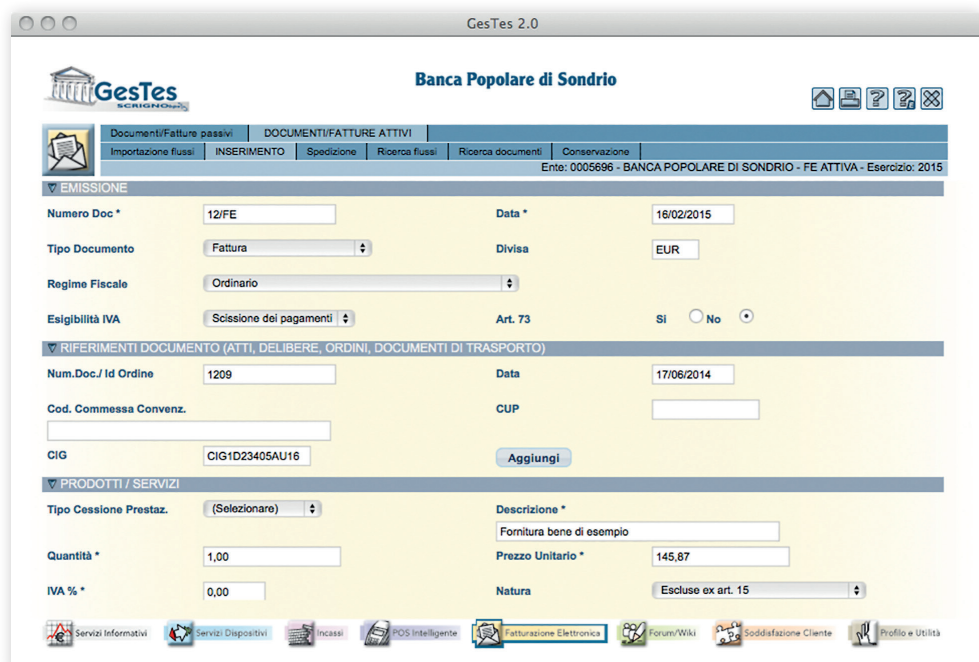 GesTes 2.0
GesTes
SCRIGNO
Banca Popolare di Sondrio
Documenti/Fatture passivi DOCUMENTI/FATTURE ATTIVI
Importazione flussi INSERIMENTO Spedizione Ricerca flussi Ricerca documenti Conservazione
Ente: 0005696 - BANCA POPOLARE DI SONDRIO - FE ATTIVA - Esercizio: 2015
EMISSIONE
Numero Doc * 12/FE Data * 16/02/2015
Tipo Documento Fattura Divisa EUR
Regime Fiscale Ordinario
Esigibilità IVA Scissione dei pagamenti Art. 73 Si No
RIFERIMENTI DOCUMENTO (ATTI, DELIBERE, ORDINI, DOCUMENTI DI TRASPORTO)
Num.Doc./ Id Ordine 1209 Data 17/06/2014
Cod. Commessa Convenz. CUP
CIG CIG1D23405AU16 Aggiungi
PRODOTTI / SERVIZI
Tipo Cessione Prestaz. (Selezionare) Descrizione *
Fornitura bene di esempio
Quantità * 1,00 Prezzo Unitario * 145,87
IVA % * 0,00 Natura Escluse ex art. 15
Servizi Informativi Servizi Dispositivi Incassi POS Intelligente Fatturazione Elettronica Forum/Wiki Soddisfazione Cliente Profilo e Utilità